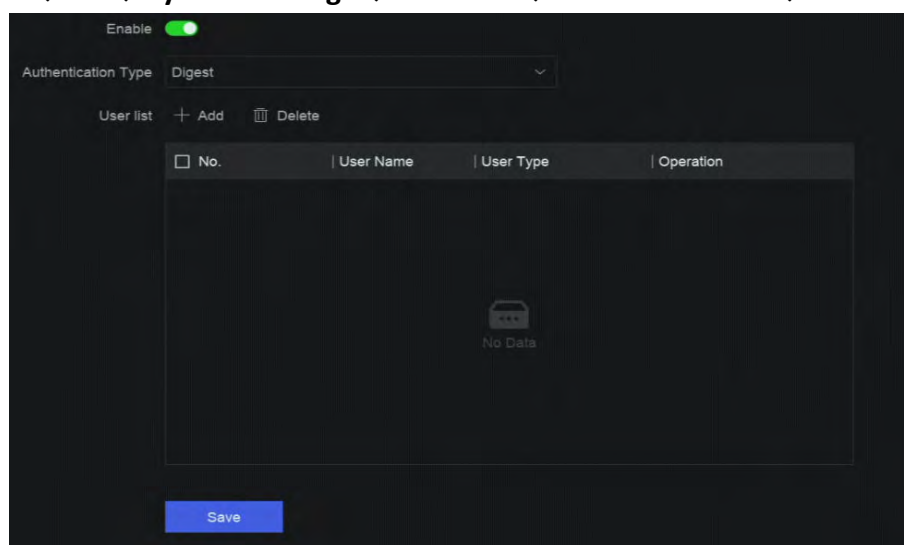 Enable
Authentication Type Digest
User list Add Delete
No. User Name User Type Operation
No Data
Save